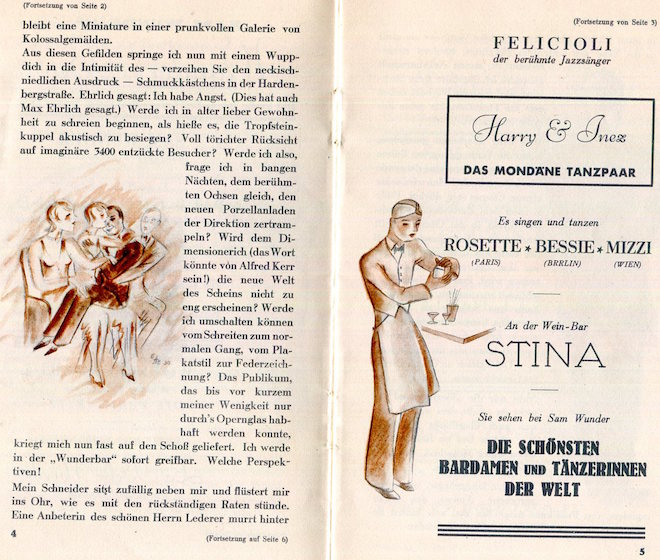 (Fortsetzung von Seite 2)
bleibt eine Miniature in einer prunkvollen Galerie von
Kolossalgemälden.
Aus diesen Gefilden springe ich nun mit einem Wupp-
dich in die Intimität des — verzeihen Sie den neckisch-
niedlichen Ausdruck — Schmuckkästchens in der Harden-
bergstraße. Ehrlich gesagt: Ich habe Angst. (Dies hat auch
Max Ehrlich gesagt.) Werde ich in alter lieber Gewohn-
heit zu schreien beginnen, als hieße es, die Tropfstein-
kuppel akustisch zu besiegen? Voll törichter Rücksicht
auf imaginäre 3400 entzückte Besucher? Werde ich also,
frage ich in bangen
Nächten, dem berühm-
ten Ochsen gleich, den
neuen Porzellanladen
der Direktion zertram-
peln? Wird dem Di-
mensionerich (das Wort
könnte von Alfred Kerr
sein!) die neue Welt
des Scheins nicht zu
eng erscheinen? Werde
ich umschalten können
vom Schreiten zum nor-
malen Gang, vom Pla-
katstil zur Federzeich-
nung? Das Publikum,
das bis vor kurzem
meiner Wenigkeit nur
durch's Opernglas hab-
haft werden konnte,
kriegt mich nun fast auf den Schoß geliefert. Ich werde
in der „Wunderbar" sofort greifbar. Welche Perspek-
tiven!
Mein Schneider sitzt zufällig neben mir und flüstert mir
ins Ohr, wie es mit den rückständigen Raten stünde.
Eine Anbeterin des schönen Herrn Lederer murrt hinter
4
(Fortsetzung auf Seite 6)
(Fortsetzung von Seite 3)
FELICIOLI
der berühmte Jazzsänger
Harry & Inez
DAS MONDÄNE TANZPAAR
Es singen und tanzen
ROSETTE ★ BESSIE ★ MIZZI
(PARIS) (BRRLIN) (WIEN)
An der Wein-Bar
STINA
Sie sehen bei Sam Wunder
DIE SCHÖNSTEN
BARDAMEN UND TÄNZERINNEN
DER WELT
5